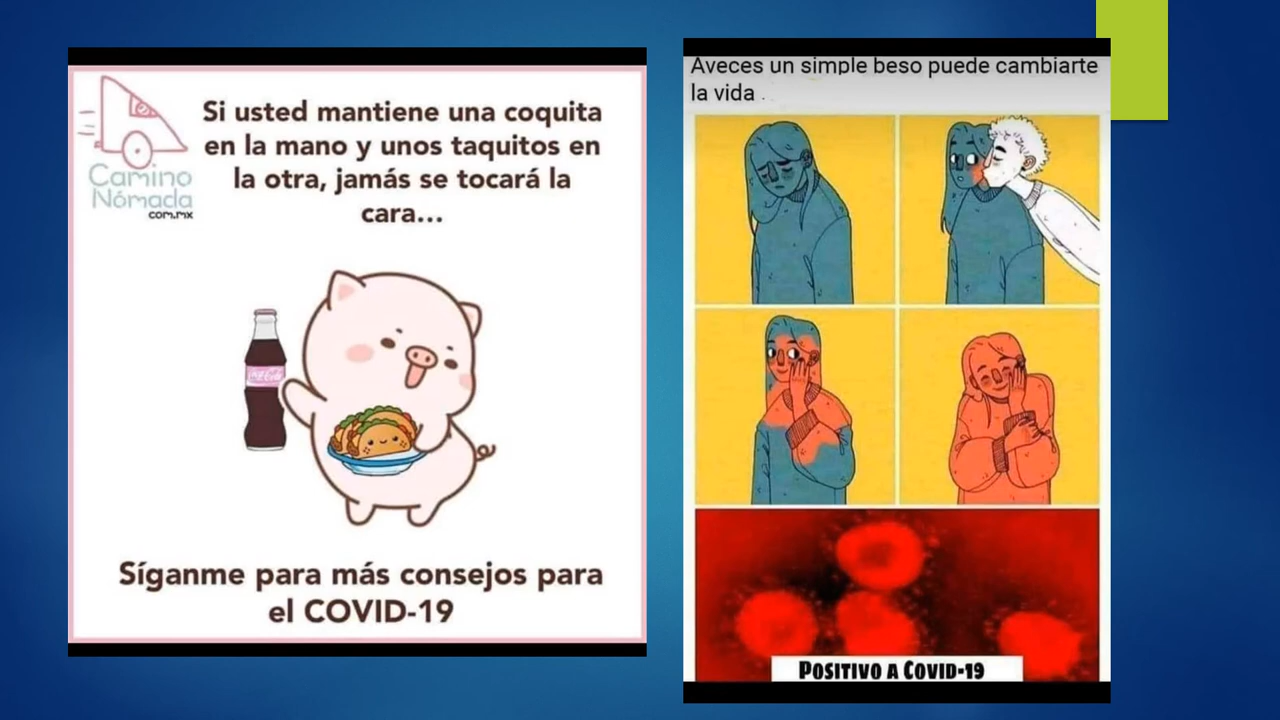 Camino
Nómada
com.mx
Si usted mantiene una coquita
en la mano y unos taquitos en
la otra, jamás se tocará la
cara...
Síganme para más consejos para
el COVID-19
Aveces un simple beso puede cambiarte
la vida .
POSITIVO A COVID-19